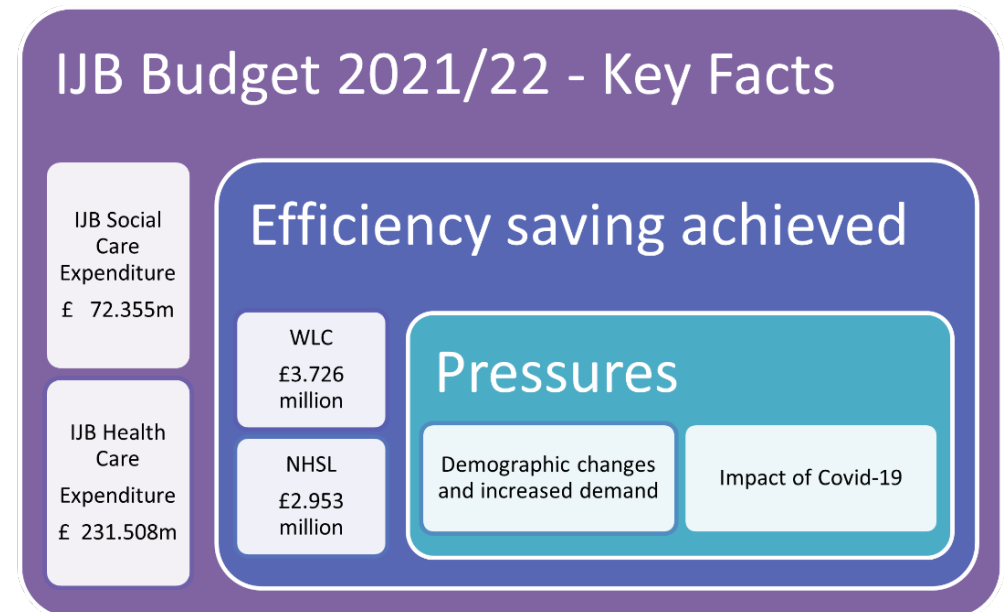 IJB Budget 2021/22 - Key Facts
IJB Social
Care
Expenditure
£ 72.355m
IJB Health
Care
Expenditure
£ 231.508m
Efficiency saving achieved
WLC
£3.726
million
NHSL
£2.953
million
Pressures
Demographic changes
and increased demand
Impact of Covid-19